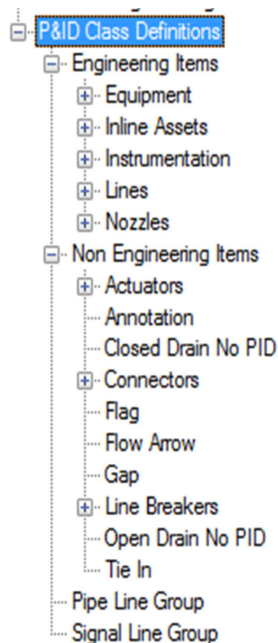 P&ID Class Definitions
Engineering Items
Equipment
Inline Assets
Instrumentation
Lines
Nozzles
Non Engineering Items
Actuators
Annotation
Closed Drain No PID
Connectors
Flag
Flow Arrow
Gap
Line Breakers
Open Drain No PID
Tie In
Pipe Line Group
Signal Line Group